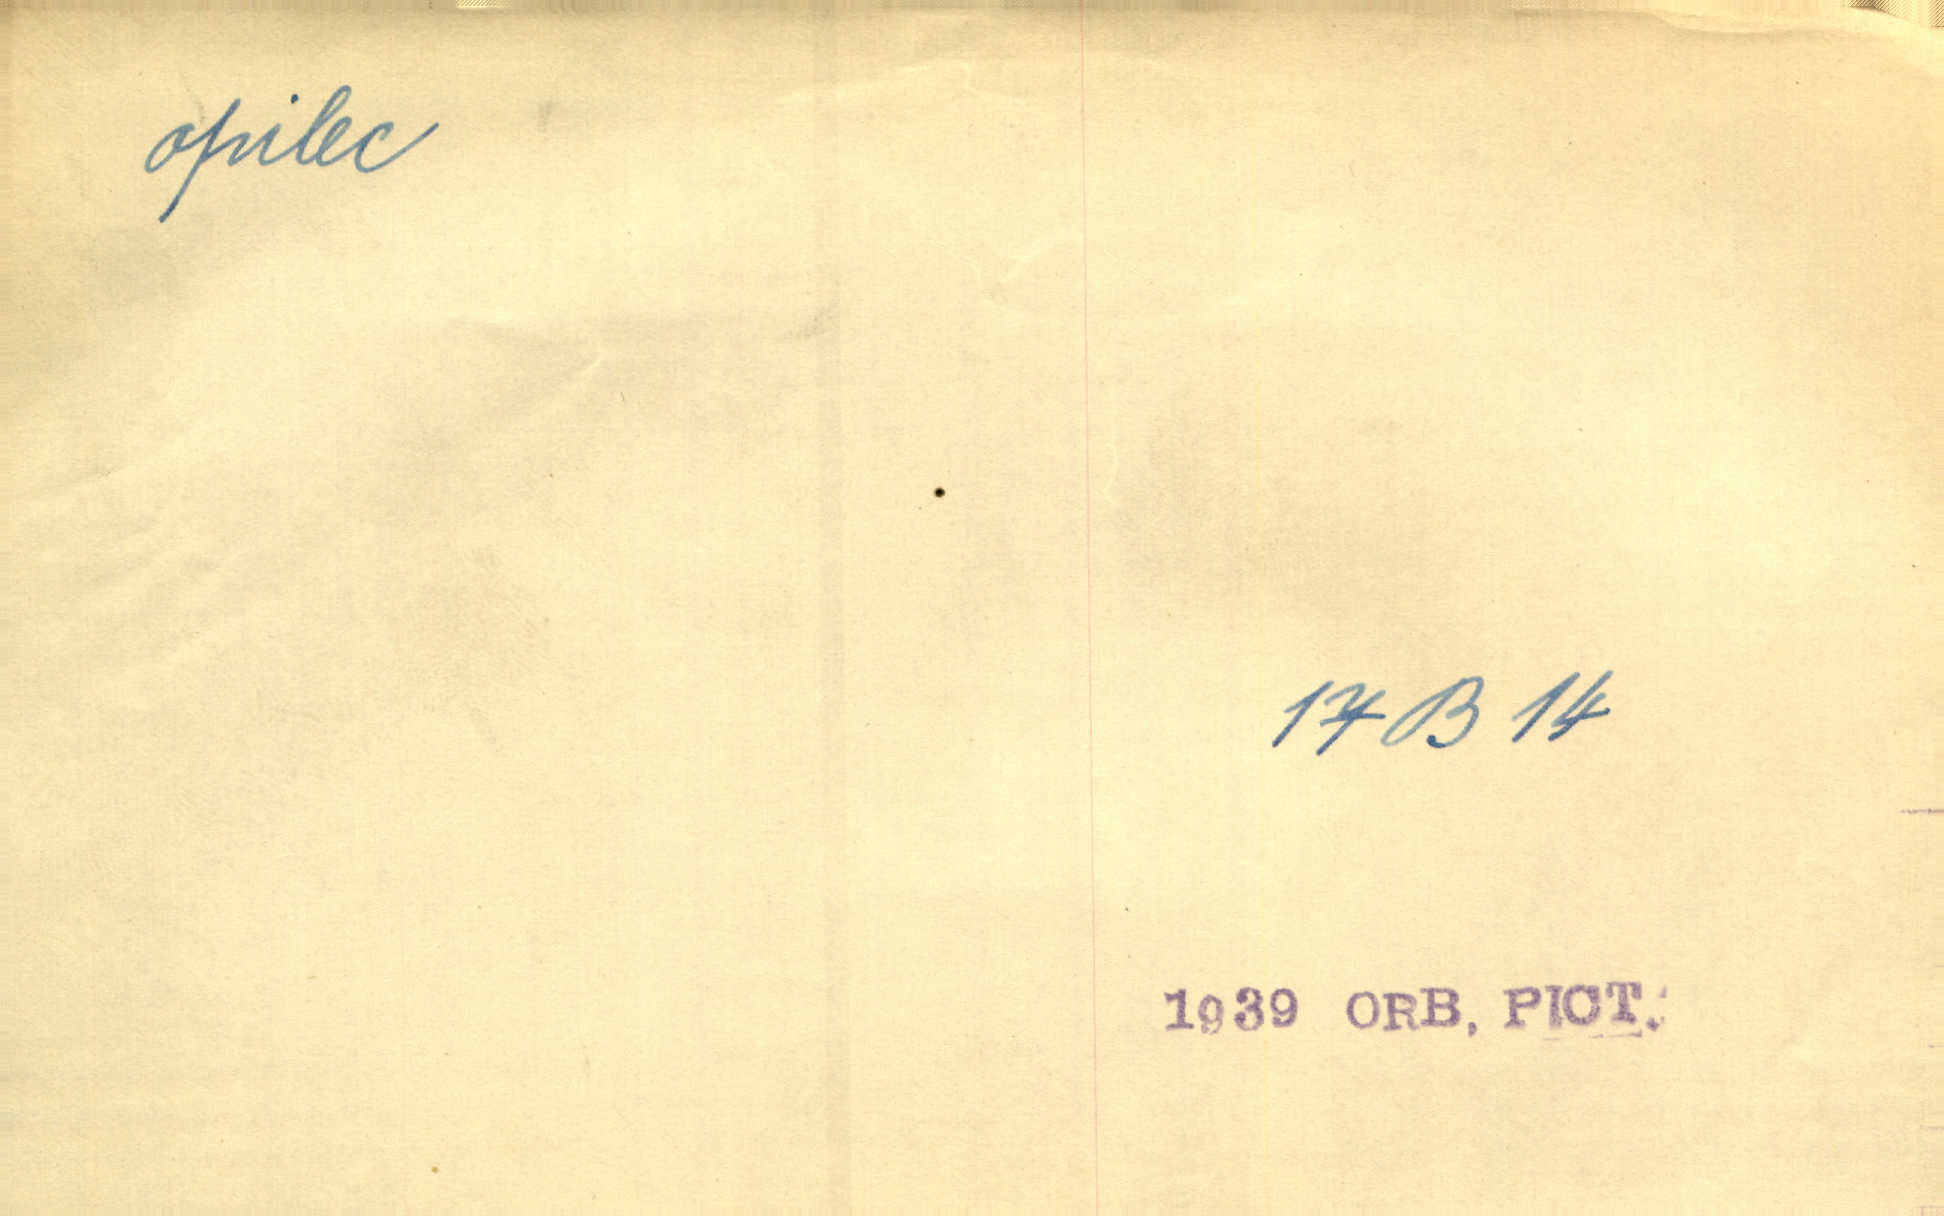 opilec
17 B 14
1939 ORB, PICT.